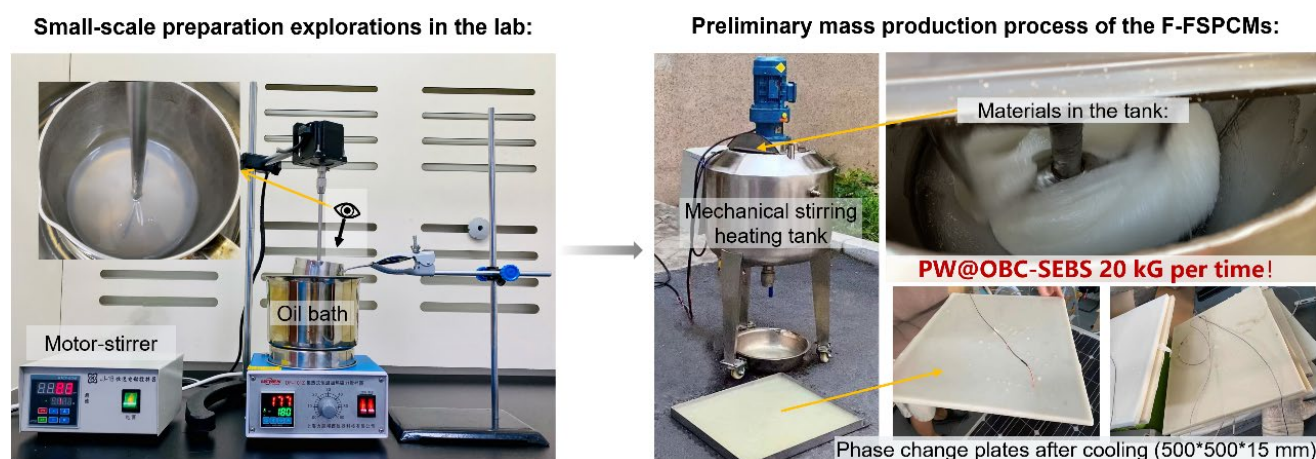 Small-scale preparation explorations in the lab:
Preliminary mass production process of the F-FSPCMs:
Materials in the tank:
Mechanical stirring
heating tank
PW@OBC-SEBS 20 kG per time!
Oil bath
Motor-stirrer
177
180
Phase change plates after cooling (500*500*15 mm)